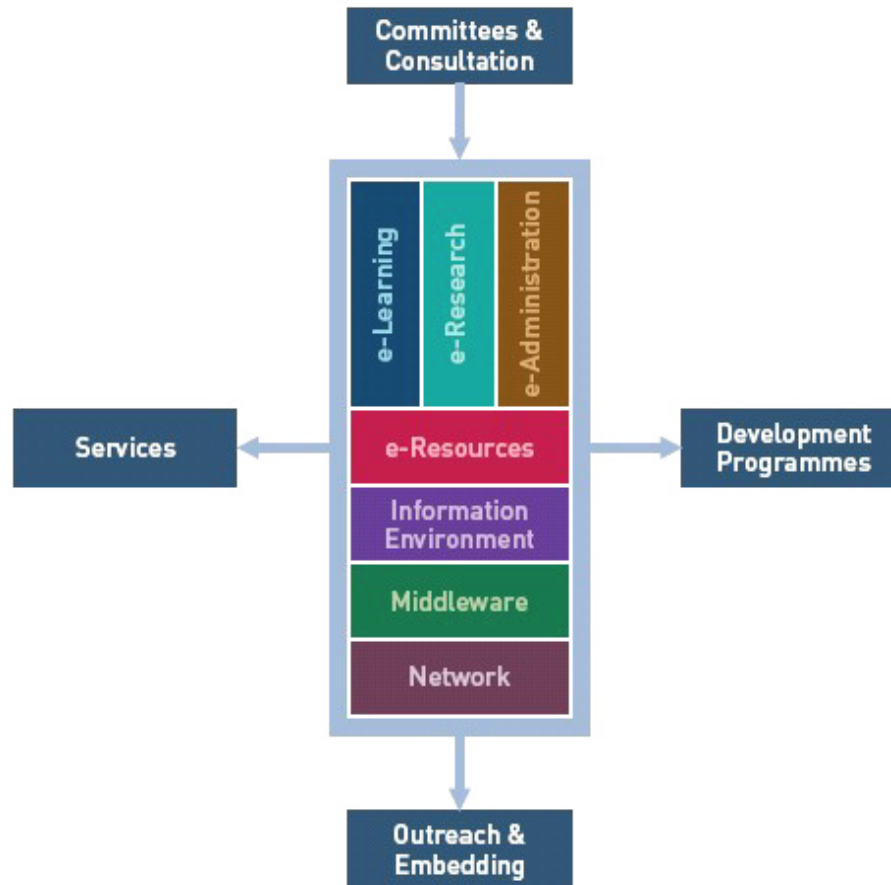 Committees &
Consultation
e-Learning
e-Research
e-Administration
Services
e-Resources
Development
Programmes
Information
Environment
Middleware
Network
Outreach &
Embedding